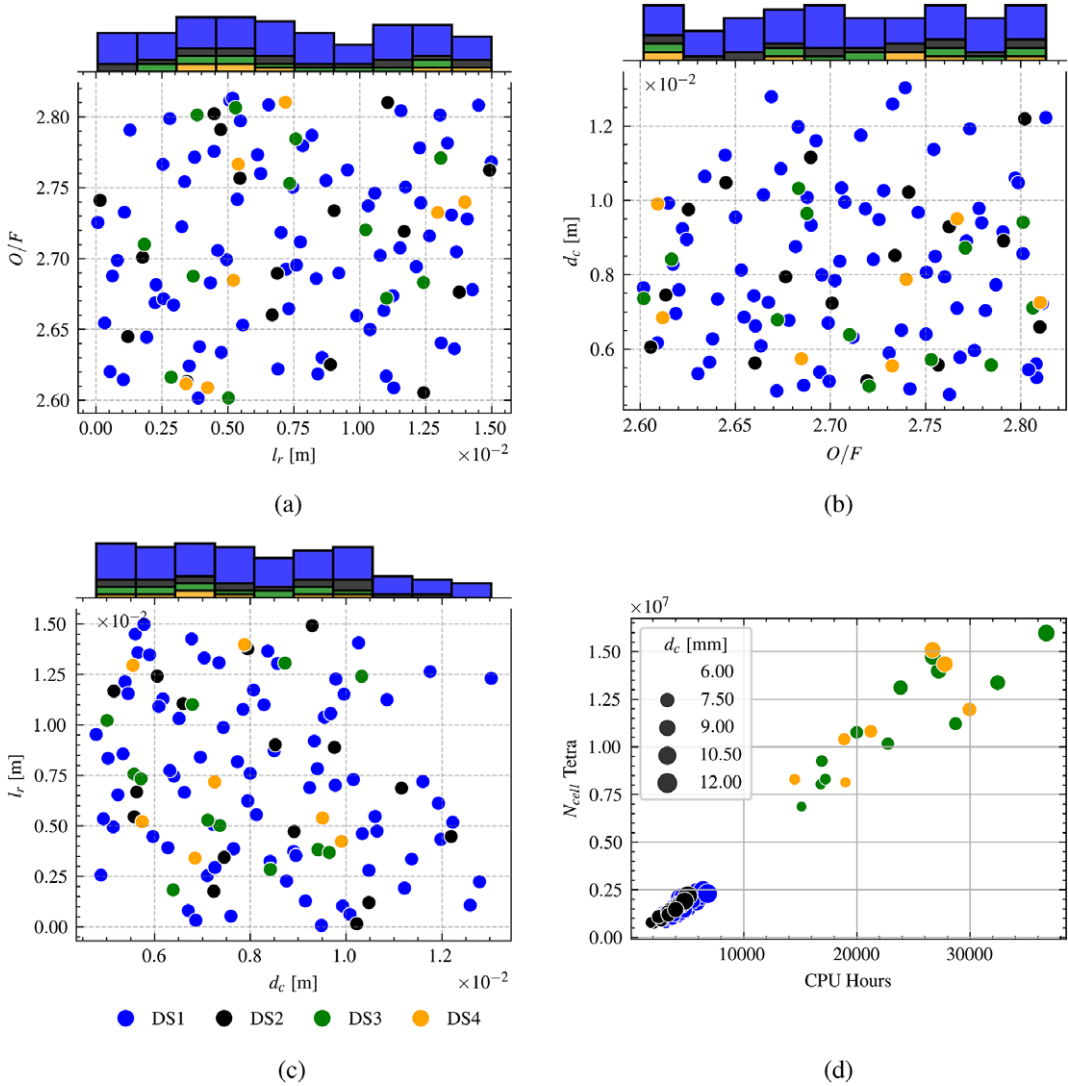 2.80
2.75
2.70
2.65
2.60
O/F
0.00 0.25 0.50 0.75 1.00 1.25 1.50
l_r [m]
×10⁻²
(a)
×10⁻²
1.2
1.0
0.8
0.6
d_c [m]
2.60 2.65 2.70 2.75 2.80
O/F
(b)
×10⁻²
1.50
1.25
1.00
0.75
0.50
0.25
0.00
l_r [m]
0.6 0.8 1.0 1.2
d_c [m]
×10⁻²
DS1 DS2 DS3 DS4
(c)
×10⁷
1.50
1.25
1.00
0.75
0.50
0.25
0.00
N_cell Tetra
d_c [mm]
6.00
7.50
9.00
10.50
12.00
10000 20000 30000
CPU Hours
(d)